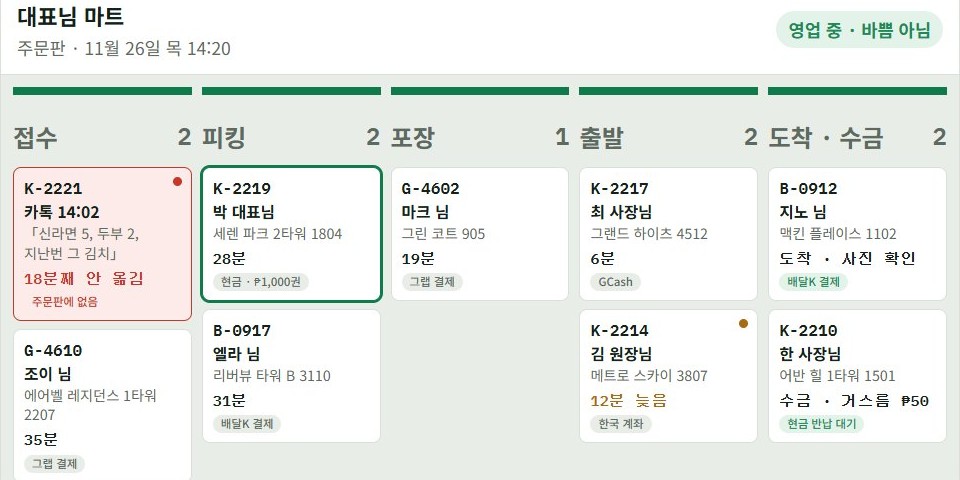 대표님 마트
주문판 · 11월 26일 목 14:20
영업 중 · 바쁨 아님
접수 2
K-2221
카톡 14:02
「신라면 5, 두부 2,
지난번 그 김치」
18분째 안 옮김
주문판에 없음
G-4610
조이 님
에어벨 레지던스 1타워
2207
35분
그랩 결제
피킹 2
K-2219
박 대표님
세렌 파크 2타워 1804
28분
현금 · ₱1,000권
B-0917
엘라 님
리버뷰 타워 B 3110
31분
배달K 결제
포장 1
G-4602
마크 님
그린 코트 905
19분
그랩 결제
출발 2
K-2217
최 사장님
그랜드 하이츠 4512
6분
GCash
K-2214
김 원장님
메트로 스카이 3807
12분 늦음
한국 계좌
도착 · 수금 2
B-0912
지노 님
맥킨 플레이스 1102
도착 · 사진 확인
배달K 결제
K-2210
한 사장님
어반 힐 1타워 1501
수금 · 거스름 ₱50
현금 반납 대기